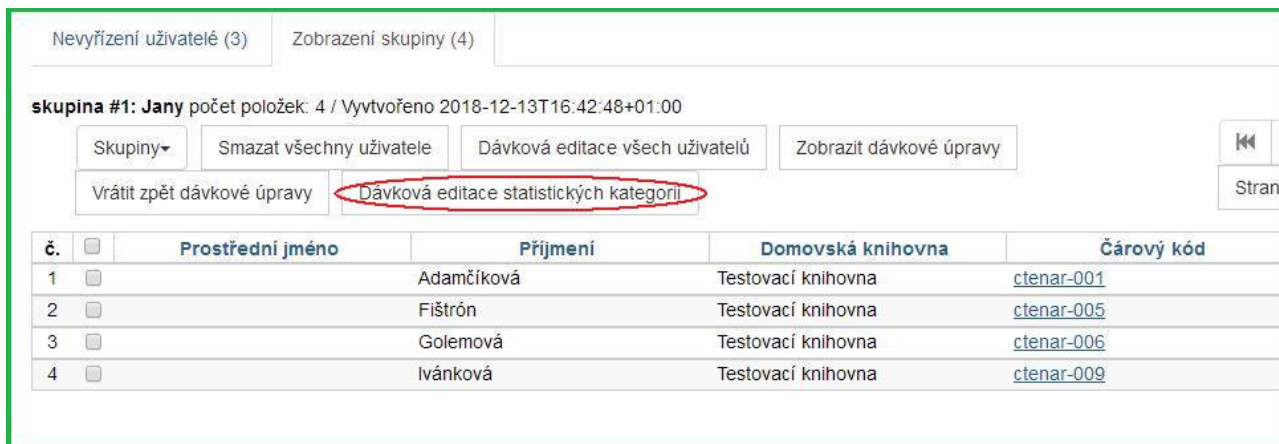 Nevyřízení uživatelé (3) Zobrazení skupiny (4)
skupina #1: Jany počet položek: 4 / Vyvtvořeno 2018-12-13T16:42:48+01:00
Skupiny Smazat všechny uživatele Dávková editace všech uživatelů Zobrazit dávkové úpravy
Vrátit zpět dávkové úpravy Dávková editace statistických kategorií Stran
č. Prostřední jméno Příjmení Domovská knihovna Čárový kód
1 Adamčíková Testovací knihovna ctenar-001
2 Fištrón Testovací knihovna ctenar-005
3 Golemová Testovací knihovna ctenar-006
4 Ivánková Testovací knihovna ctenar-009